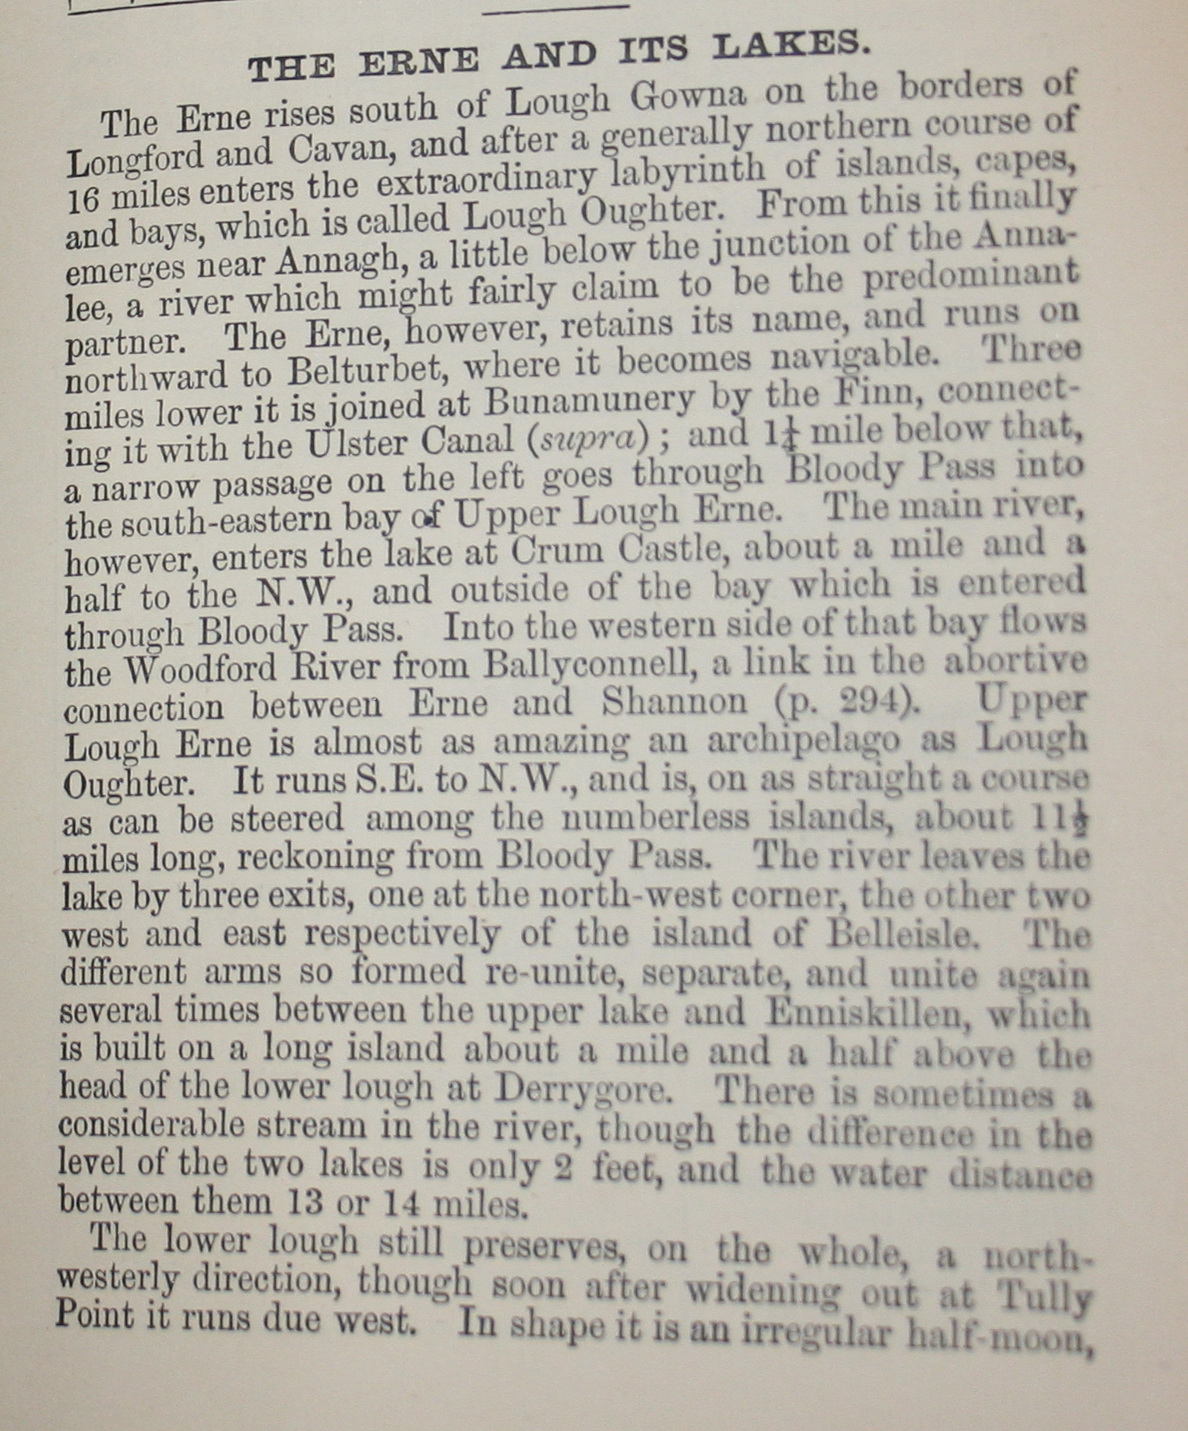 THE ERNE AND ITS LAKES.
The Erne rises south of Lough Gowna on the borders of
Longford and Cavan, and after a generally northern course of
16 miles enters the extraordinary labyrinth of islands, capes,
and bays, which is called Lough Oughter. From this it finally
emerges near Annagh, a little below the junction of the Anna-
lee, a river which might fairly claim to be the predominant
partner. The Erne, however, retains its name, and runs on
northward to Belturbet, where it becomes navigable. Three
miles lower it is joined at Bunamunery by the Finn, connect-
ing it with the Ulster Canal (supra); and 1¼ mile below that,
a narrow passage on the left goes through Bloody Pass into
the south-eastern bay of Upper Lough Erne. The main river,
however, enters the lake at Crum Castle, about a mile and a
half to the N.W., and outside of the bay which is entered
through Bloody Pass. Into the western side of that bay flows
the Woodford River from Ballyconnell, a link in the abortive
connection between Erne and Shannon (p. 294). Upper
Lough Erne is almost as amazing an archipelago as Lough
Oughter. It runs S.E. to N.W., and is, on as straight a course
as can be steered among the numberless islands, about 11½
miles long, reckoning from Bloody Pass. The river leaves the
lake by three exits, one at the north-west corner, the other two
west and east respectively of the island of Belleisle. The
different arms so formed re-unite, separate, and unite again
several times between the upper lake and Enniskillen, which
is built on a long island about a mile and a half above the
head of the lower lough at Derrygore. There is sometimes a
considerable stream in the river, though the difference in the
level of the two lakes is only 2 feet, and the water distance
between them 13 or 14 miles.
The lower lough still preserves, on the whole, a north-
westerly direction, though soon after widening out at Tully
Point it runs due west. In shape it is an irregular half-moon,